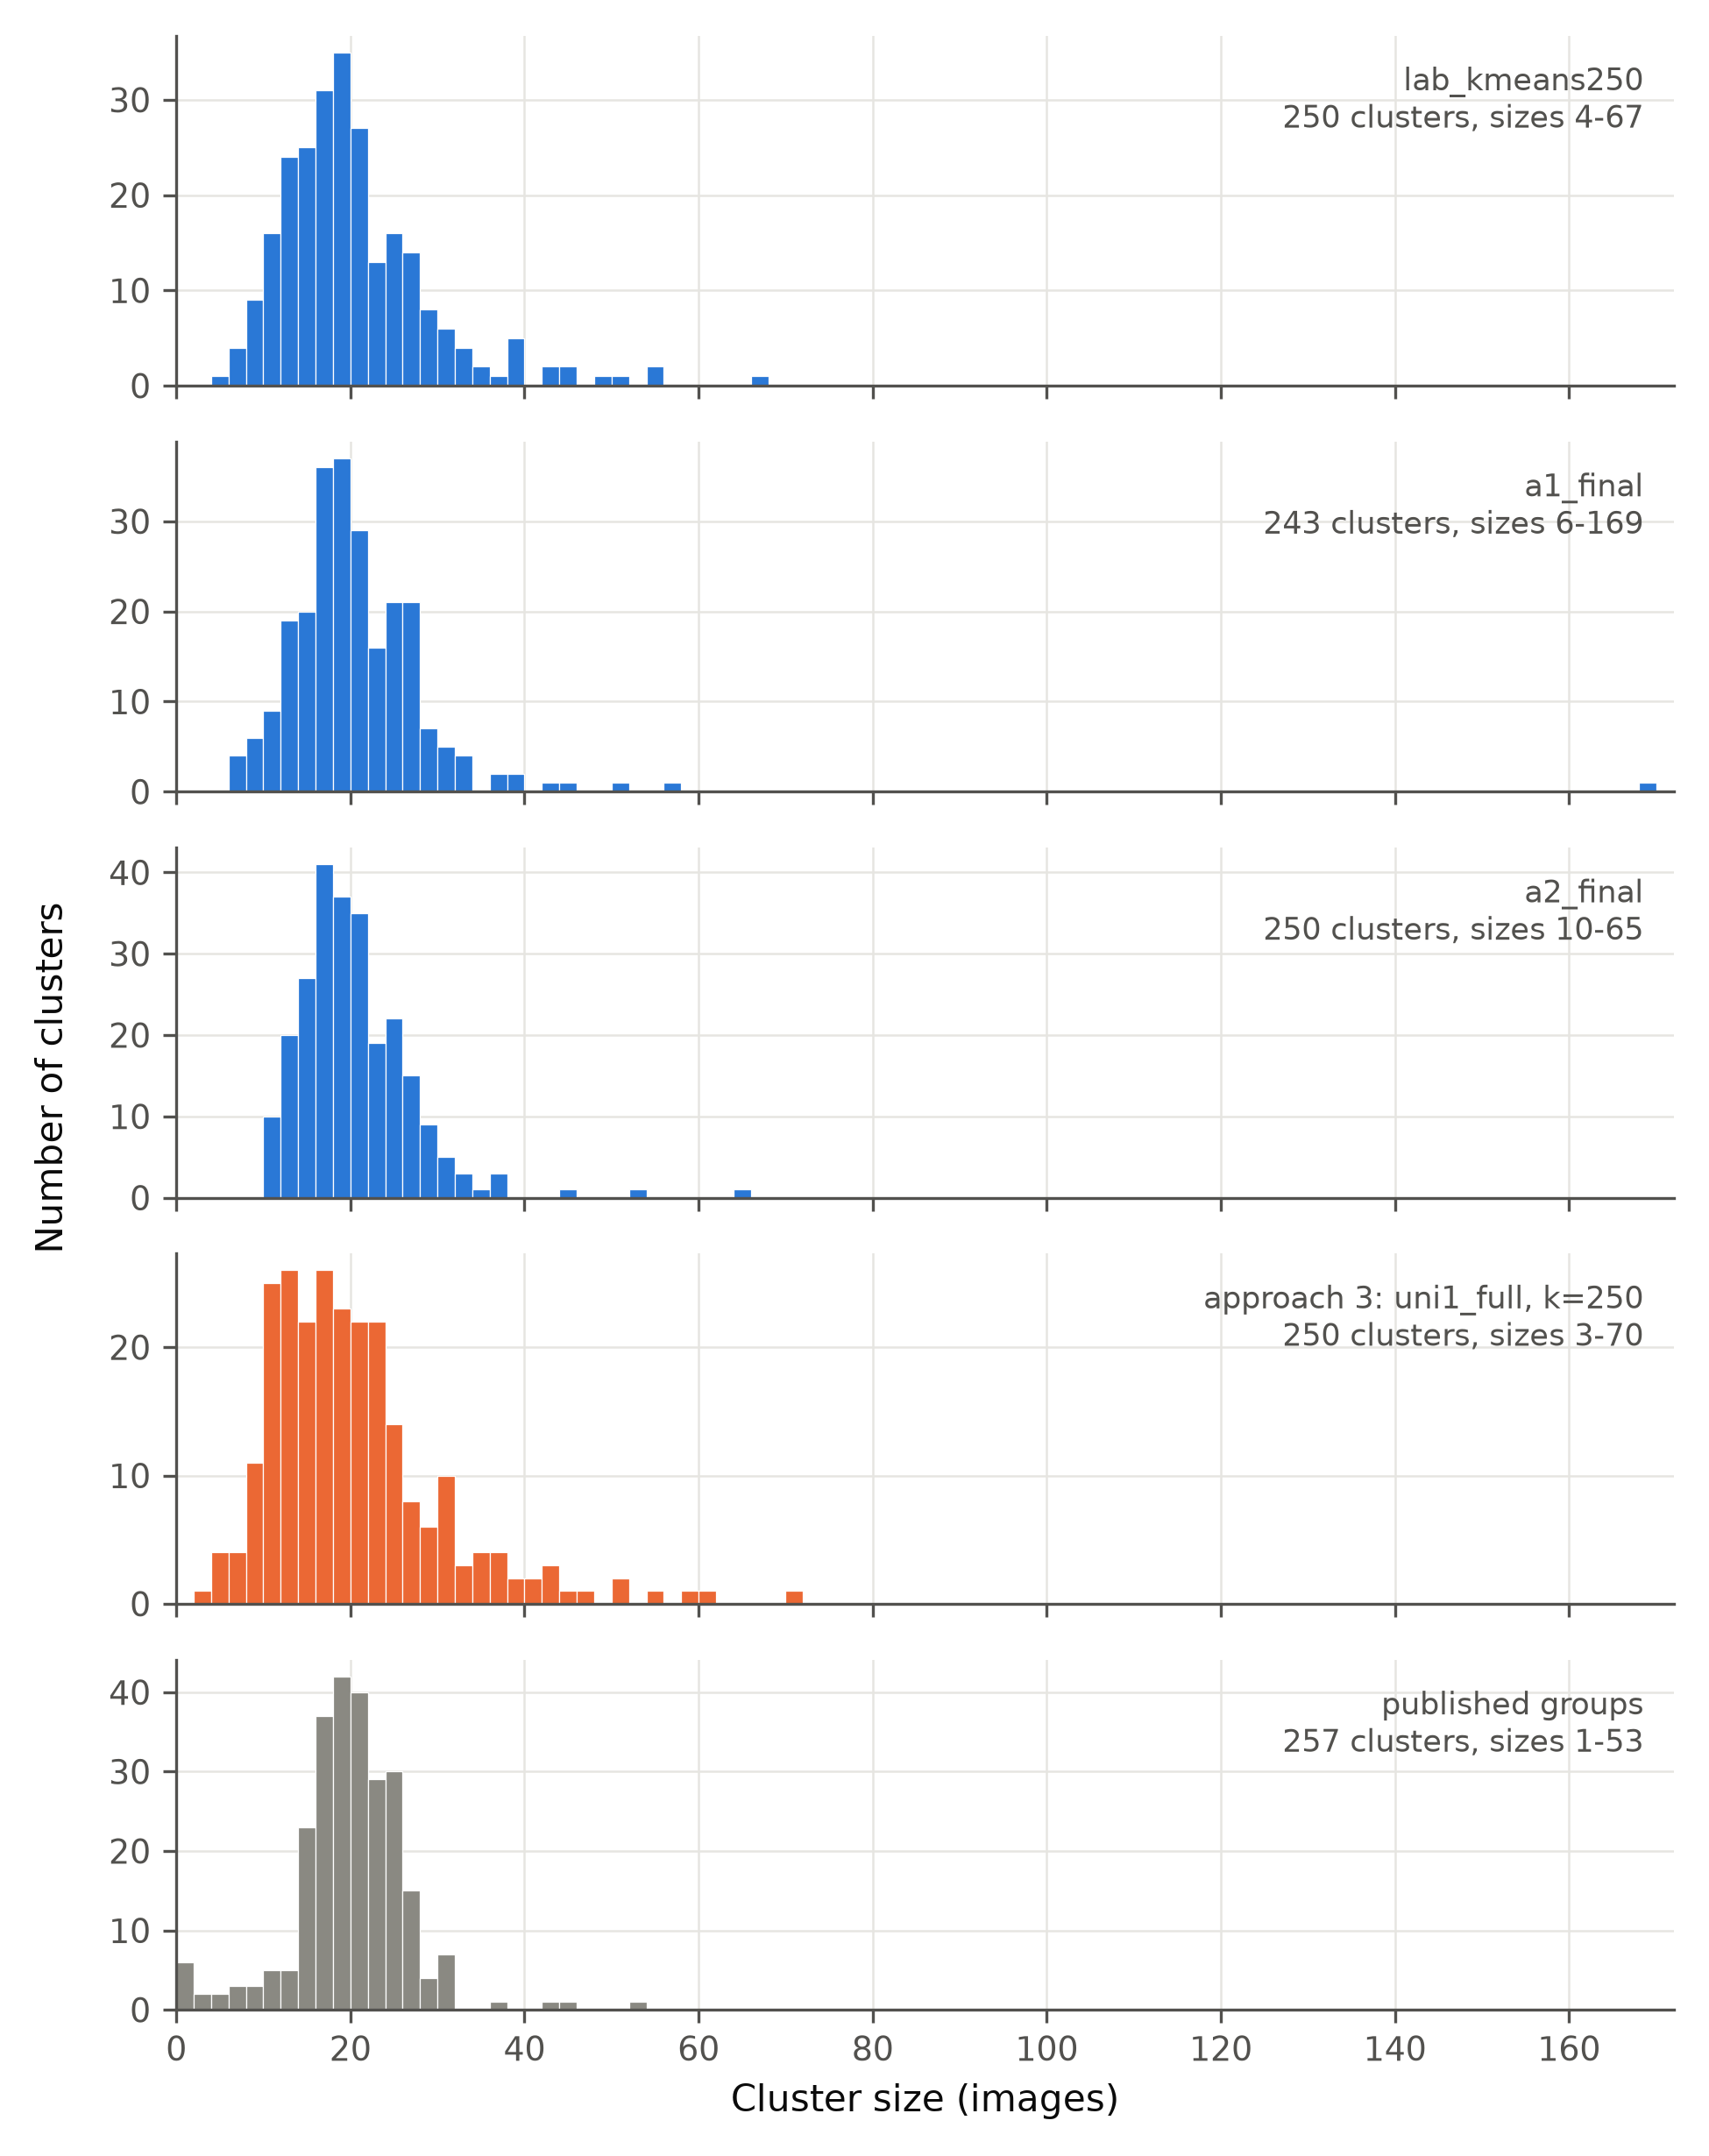 30
20
10
0
lab_kmeans250
250 clusters, sizes 4-67
30
20
10
0
a1_final
243 clusters, sizes 6-169
40
30
20
10
0
a2_final
250 clusters, sizes 10-65
Number of clusters
20
10
0
approach 3: uni1_full, k=250
250 clusters, sizes 3-70
40
30
20
10
0
published groups
257 clusters, sizes 1-53
0 20 40 60 80 100 120 140 160
Cluster size (images)